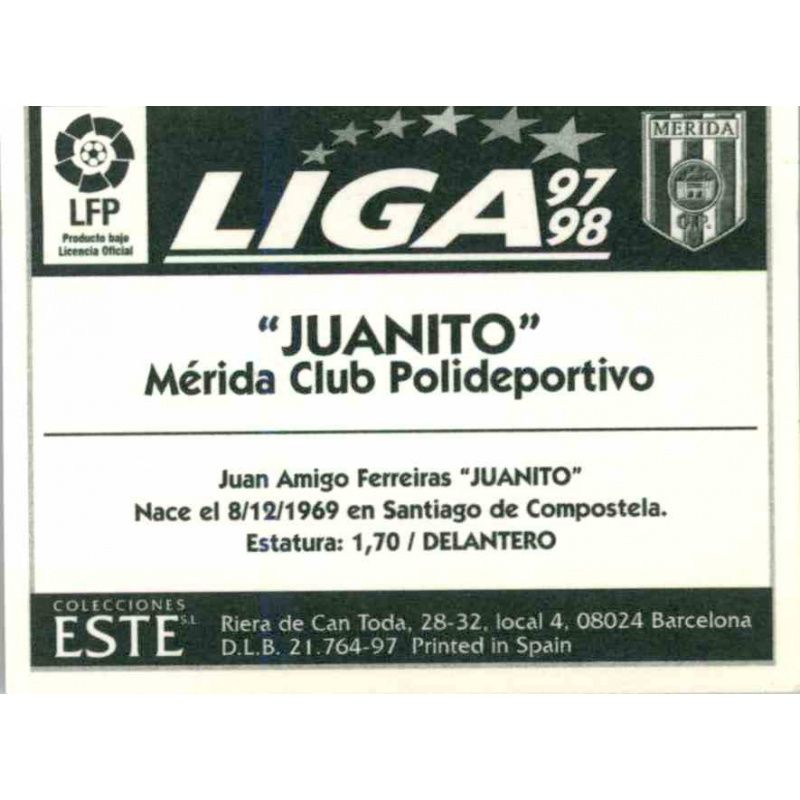 LFP
Producto bajo
Licencia Oficial
LIGA 97
98
MERIDA
C.P.
"JUANITO"
Mérida Club Polideportivo
Juan Amigo Ferreiras "JUANITO"
Nace el 8/12/1969 en Santiago de Compostela.
Estatura: 1,70 / DELANTERO
COLECCIONES
ESTE S.L.
Riera de Can Toda, 28-32, local 4, 08024 Barcelona
D.L.B. 21.764-97 Printed in Spain